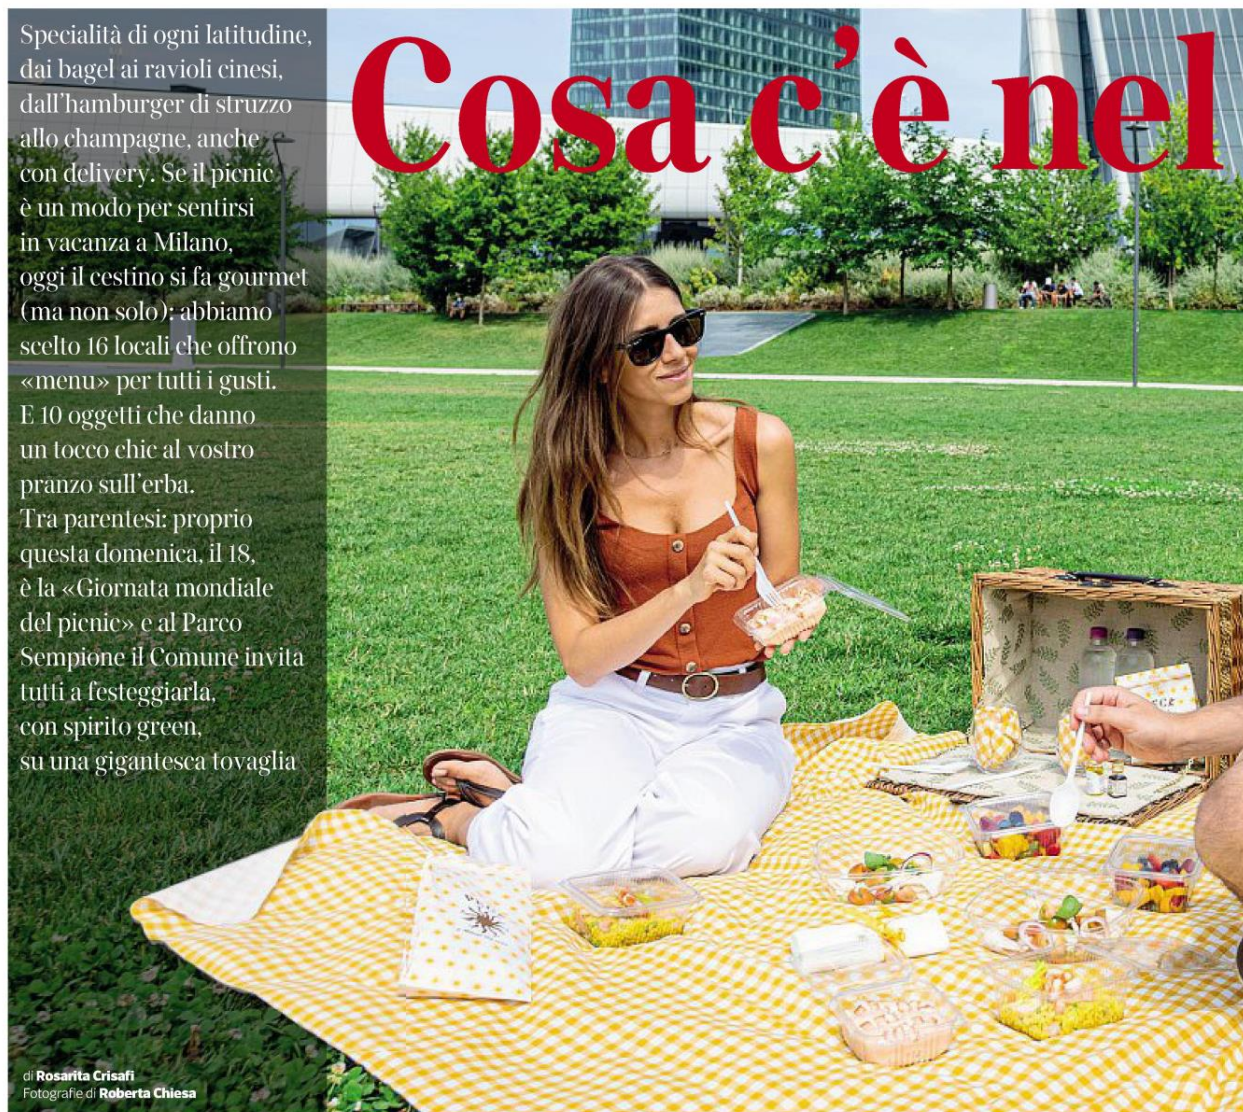 Cosa c'è nel
Specialità di ogni latitudine,
dai bagel ai ravioli cinesi,
dall'hamburger di struzzo
allo champagne, anche
con delivery. Se il picnic
è un modo per sentirsi
in vacanza a Milano,
oggi il cestino si fa gourmet
(ma non solo): abbiamo
scelto 16 locali che offrono
«menu» per tutti i gusti.
E 10 oggetti che danno
un tocco chic al vostro
pranzo sull'erba.
Tra parentesi: proprio
questa domenica, il 18,
è la «Giornata mondiale
del picnic» e al Parco
Sempione il Comune invita
tutti a festeggiarla,
con spirito green,
su una gigantesca tovaglia
di Rosarita Crisafi
Fotografie di Roberta Chiesa